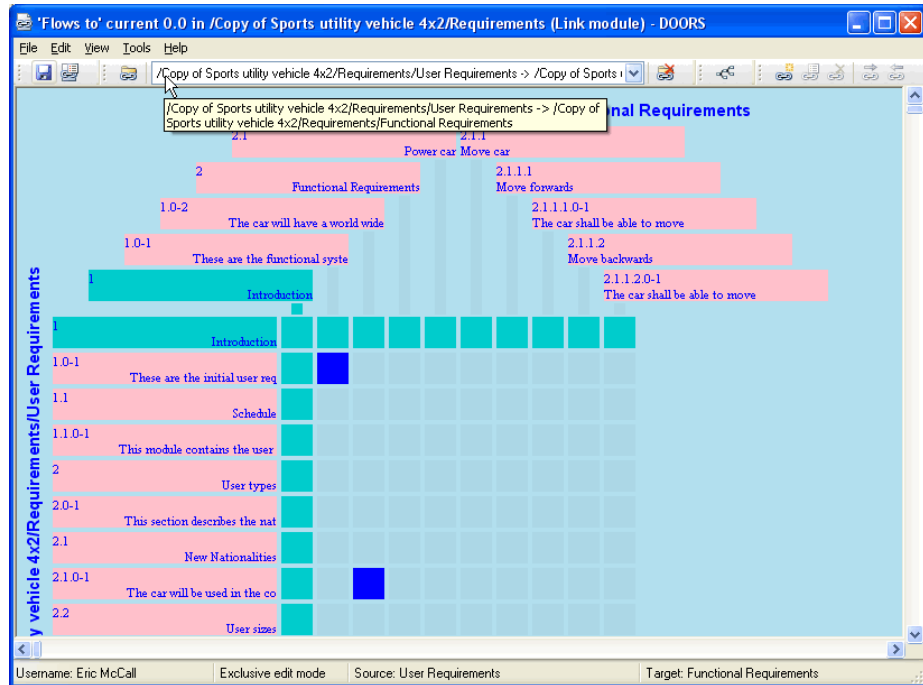 'Flows to' current 0.0 in /Copy of Sports utility vehicle 4x2/Requirements (Link module) - DOORS
File Edit View Tools Help
/Copy of Sports utility vehicle 4x2/Requirements/User Requirements -> /Copy of Sports
/Copy of Sports utility vehicle 4x2/Requirements/User Requirements -> /Copy of
Sports utility vehicle 4x2/Requirements/Functional Requirements
nal Requirements
2.1
Power car
2.1.1
Move car
2
Functional Requirements
2.1.1.1
Move forwards
1.0-2
The car will have a world wide
2.1.1.1.0-1
The car shall be able to move
1.0-1
These are the functional syste
2.1.1.2
Move backwards
1
Introduction
2.1.1.2.0-1
The car shall be able to move
y vehicle 4x2/Requirements/User Requirements
1
Introduction
1.0-1
These are the initial user req
1.1
Schedule
1.1.0-1
This module contains the user
2
User types
2.0-1
This section describes the nat
2.1
New Nationalities
2.1.0-1
The car will be used in the co
2.2
User sizes
Username: Eric McCall Exclusive edit mode Source: User Requirements Target: Functional Requirements